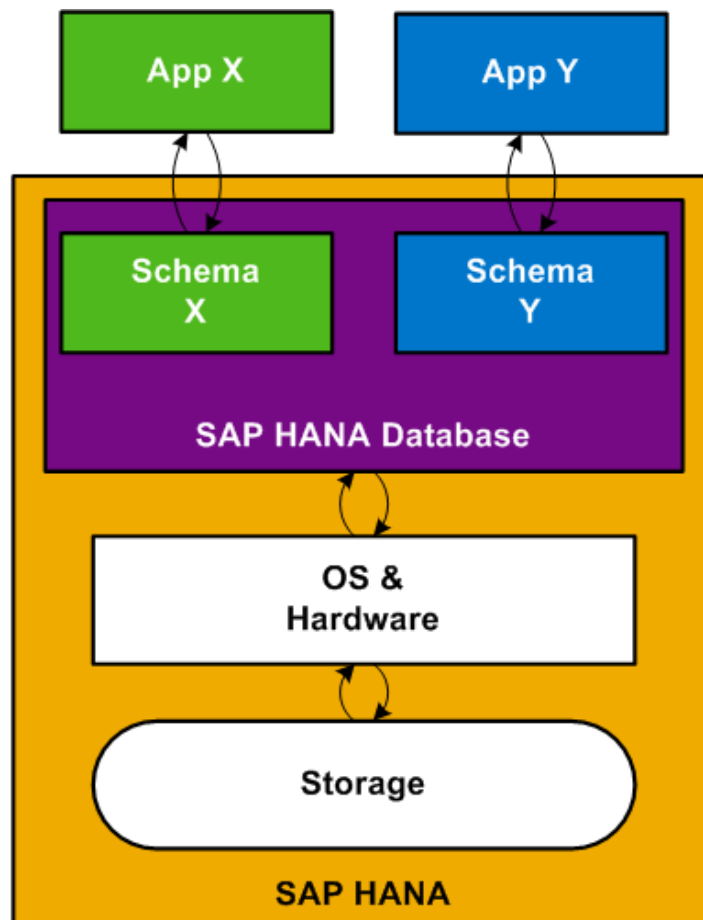 App X
App Y
Schema
X
Schema
Y
SAP HANA Database
OS &
Hardware
Storage
SAP HANA